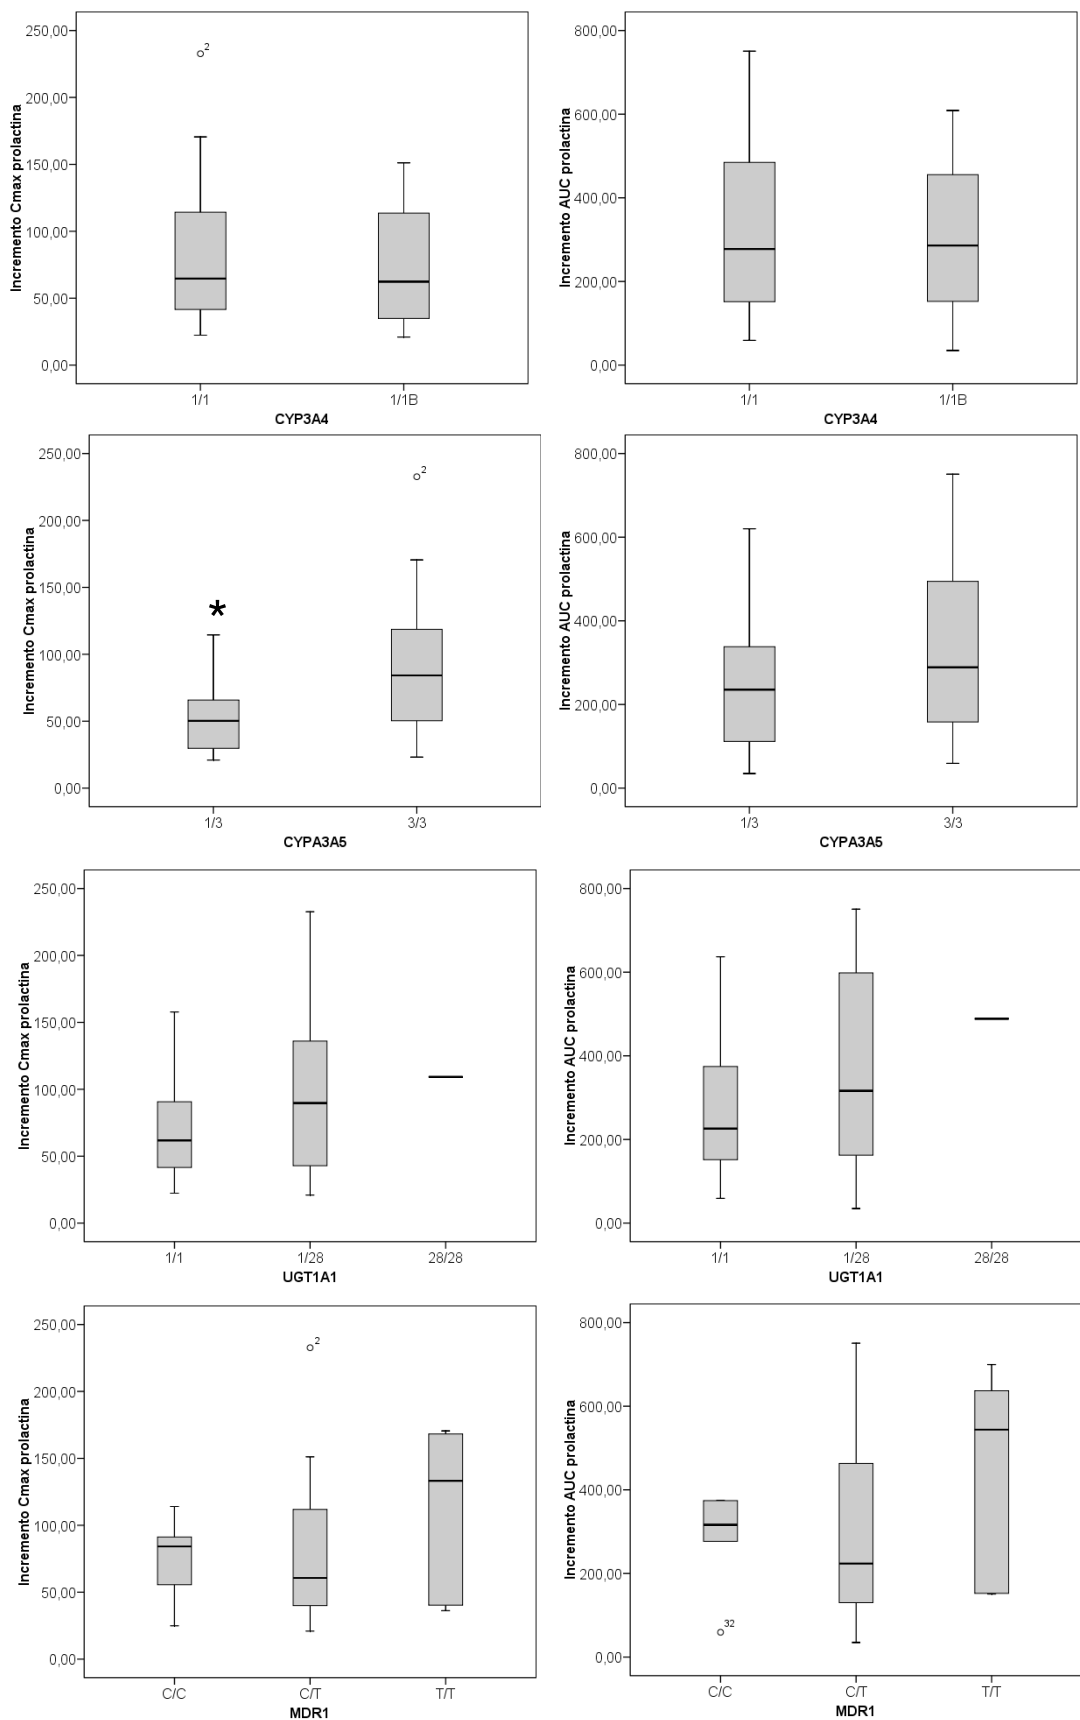 Incremento Cmax prolactina
250,00
200,00
150,00
100,00
50,00
0,00
2
1/1 1/1B
CYP3A4
Incremento AUC prolactina
800,00
600,00
400,00
200,00
0,00
1/1 1/1B
CYP3A4
Incremento Cmax prolactina
250,00
200,00
150,00
100,00
50,00
0,00
2
*
1/3 3/3
CYPA3A5
Incremento AUC prolactina
800,00
600,00
400,00
200,00
0,00
1/3 3/3
CYPA3A5
Incremento Cmax prolactina
250,00
200,00
150,00
100,00
50,00
0,00
1/1 1/28 28/28
UGT1A1
Incremento AUC prolactina
800,00
600,00
400,00
200,00
0,00
1/1 1/28 28/28
UGT1A1
Incremento Cmax prolactina
250,00
200,00
150,00
100,00
50,00
0,00
2
C/C C/T T/T
MDR1
Incremento AUC prolactina
800,00
600,00
400,00
200,00
0,00
32
C/C C/T T/T
MDR1